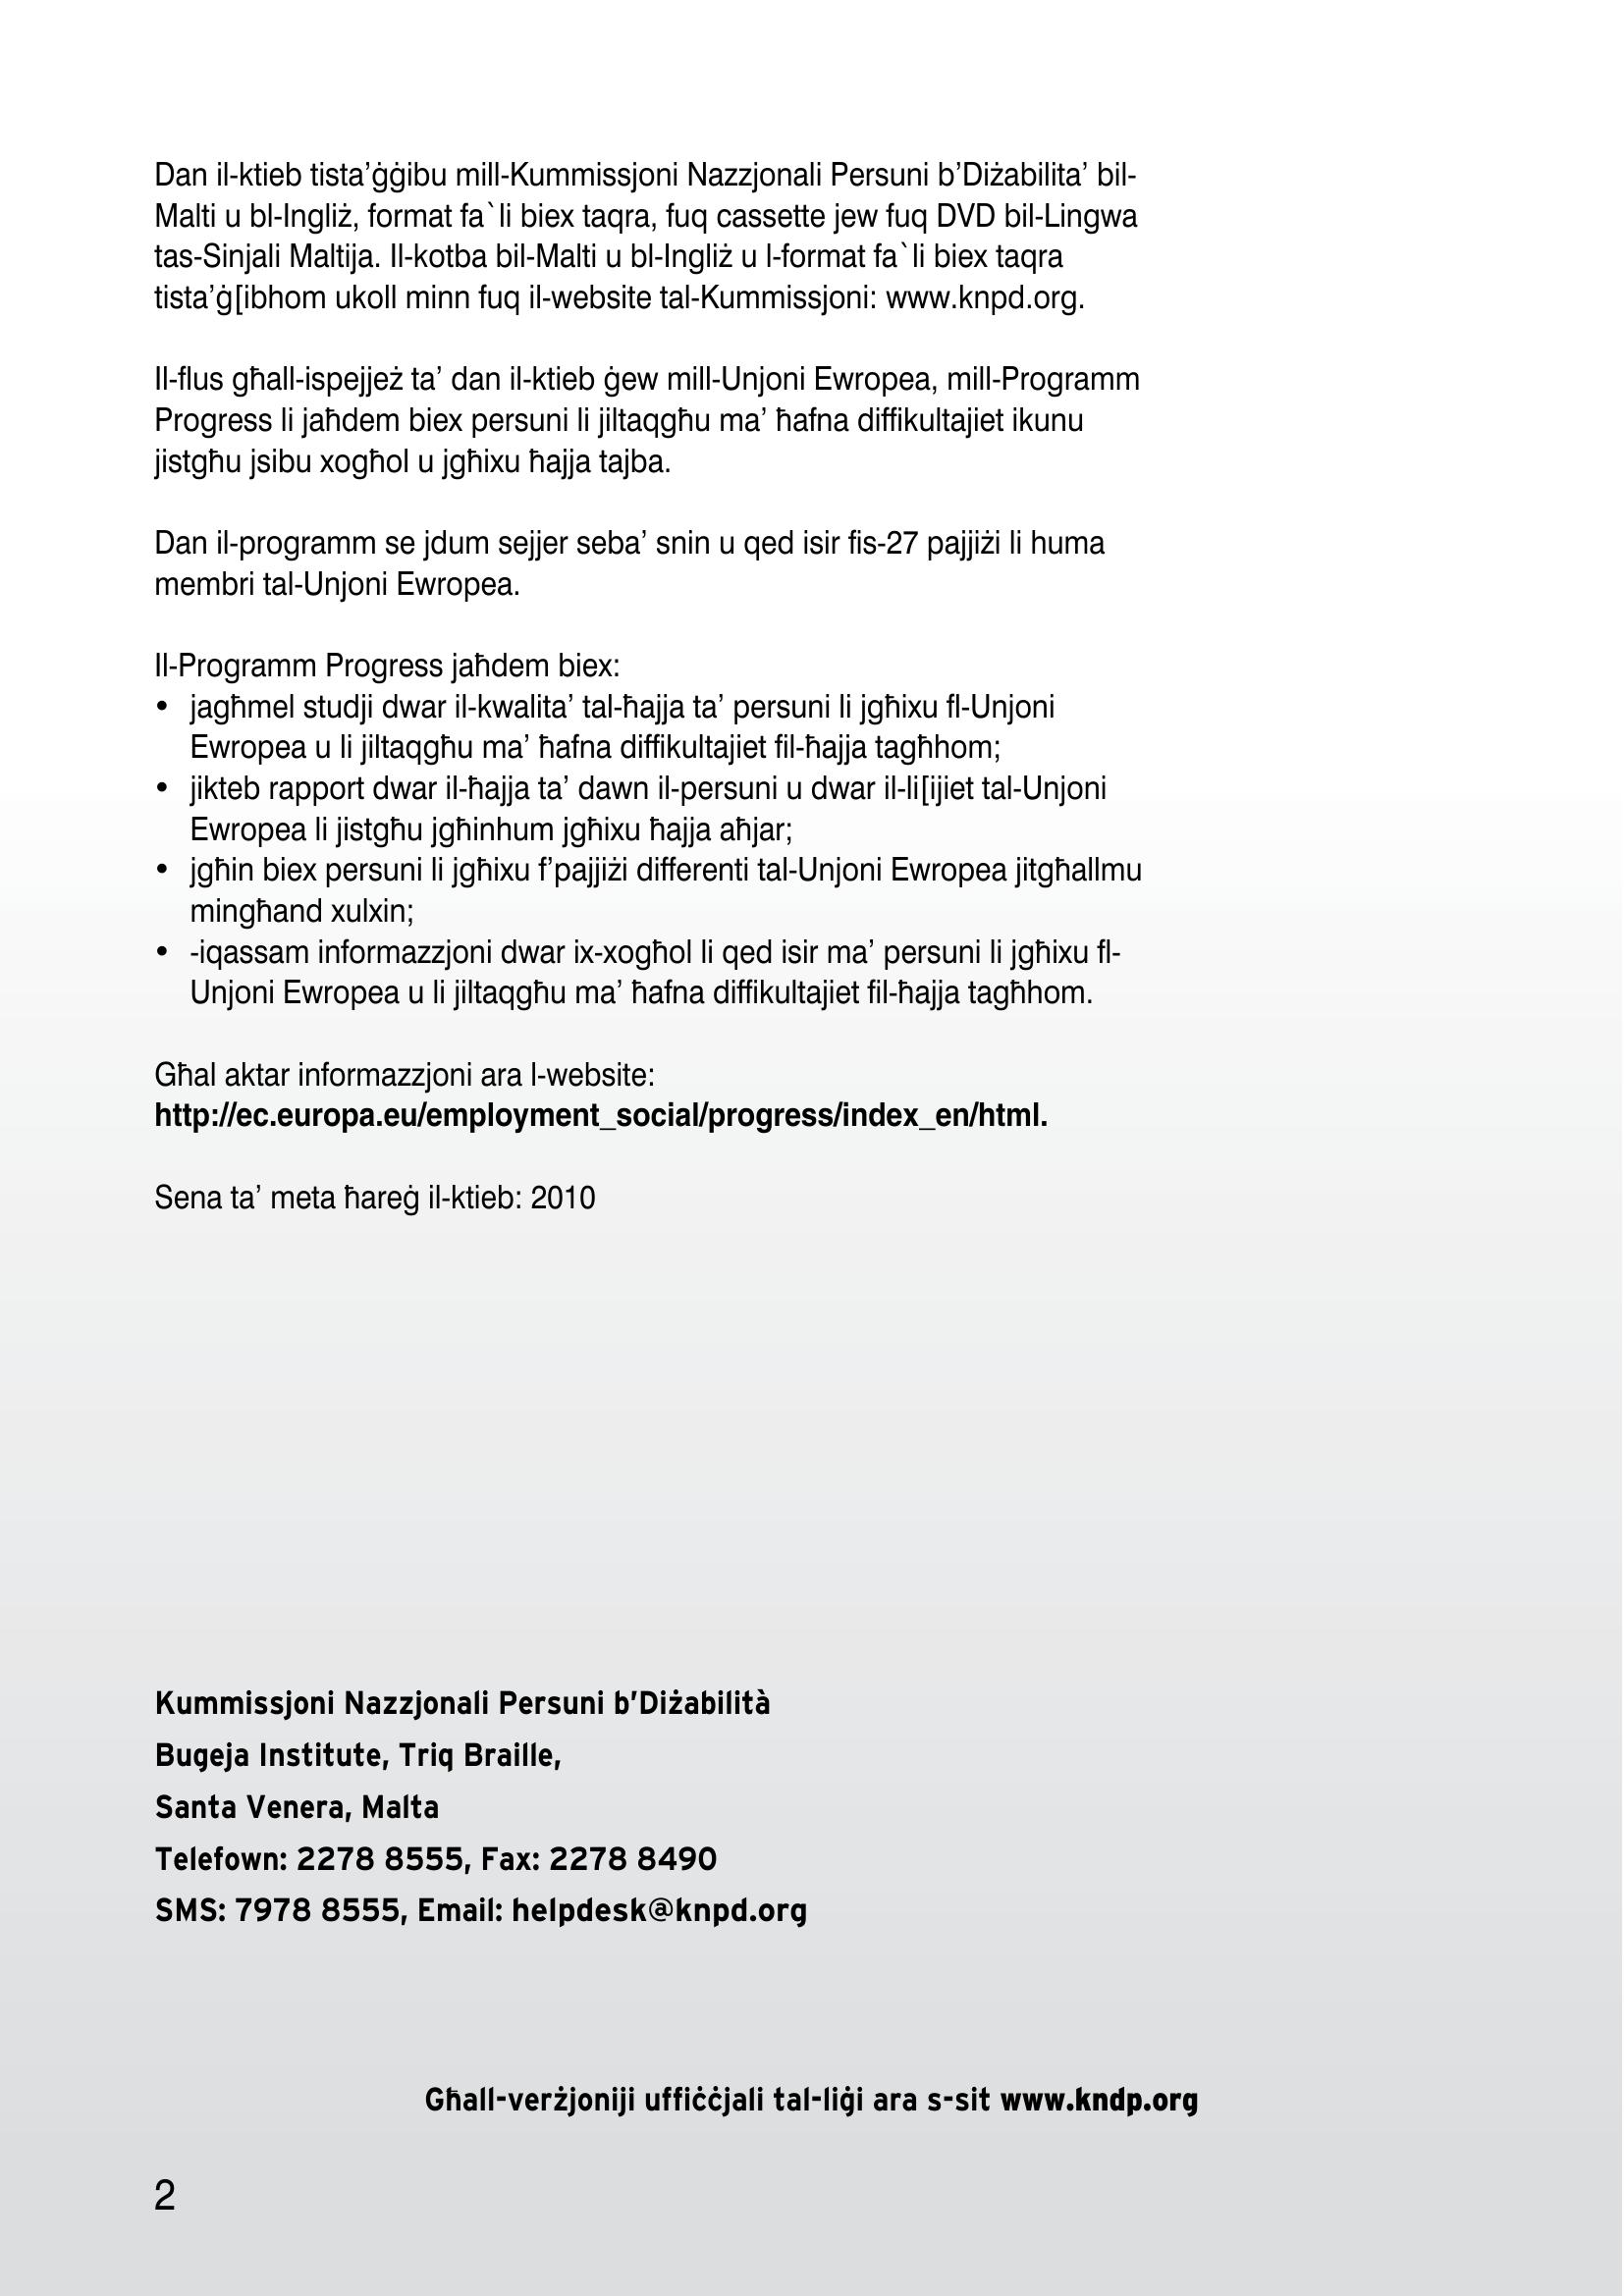 Dan il-ktieb tista’ġġibu mill-Kummissjoni Nazzjonali Persuni b’Diżabilita’ bil-
Malti u bl-Ingliż, format fa`li biex taqra, fuq cassette jew fuq DVD bil-Lingwa
tas-Sinjali Maltija. Il-kotba bil-Malti u bl-Ingliż u l-format fa`li biex taqra
tista’ġ[ibhom ukoll minn fuq il-website tal-Kummissjoni: www.knpd.org.
Il-flus għall-ispejjeż ta’ dan il-ktieb ġew mill-Unjoni Ewropea, mill-Programm
Progress li jaħdem biex persuni li jiltaqgħu ma’ ħafna diffikultajiet ikunu
jistgħu jsibu xogħol u jgħixu ħajja tajba.
Dan il-programm se jdum sejjer seba’ snin u qed isir fis-27 pajjiżi li huma
membri tal-Unjoni Ewropea.
Il-Programm Progress jaħdem biex:
• jagħmel studji dwar il-kwalita’ tal-ħajja ta’ persuni li jgħixu fl-Unjoni
Ewropea u li jiltaqgħu ma’ ħafna diffikultajiet fil-ħajja tagħhom;
• jikteb rapport dwar il-ħajja ta’ dawn il-persuni u dwar il-li[ijiet tal-Unjoni
Ewropea li jistgħu jgħinhum jgħixu ħajja aħjar;
• jgħin biex persuni li jgħixu f’pajjiżi differenti tal-Unjoni Ewropea jitgħallmu
mingħand xulxin;
• -iqassam informazzjoni dwar ix-xogħol li qed isir ma’ persuni li jgħixu fl-
Unjoni Ewropea u li jiltaqgħu ma’ ħafna diffikultajiet fil-ħajja tagħhom.
Għal aktar informazzjoni ara l-website:
http://ec.europa.eu/employment_social/progress/index_en/html.
Sena ta’ meta ħareġ il-ktieb: 2010
Kummissjoni Nazzjonali Persuni b’Diżabilità
Bugeja Institute, Triq Braille,
Santa Venera, Malta
Telefown: 2278 8555, Fax: 2278 8490
SMS: 7978 8555, Email: helpdesk@knpd.org
Għall-verżjoniji uffiċċjali tal-liġi ara s-sit www.kndp.org
2